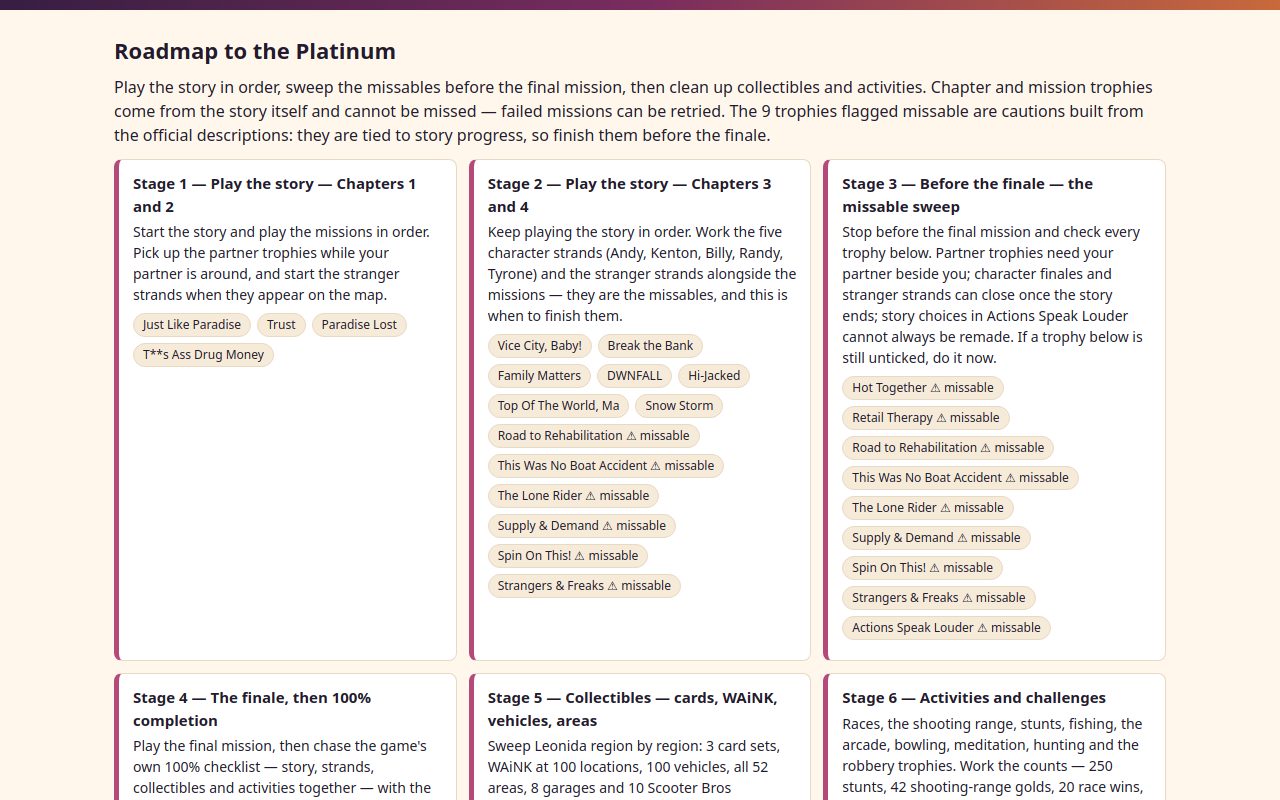 Roadmap to the Platinum
Play the story in order, sweep the missables before the final mission, then clean up collectibles and activities. Chapter and mission trophies
come from the story itself and cannot be missed — failed missions can be retried. The 9 trophies flagged missable are cautions built from
the official descriptions: they are tied to story progress, so finish them before the finale.
Stage 1 — Play the story — Chapters 1
and 2
Start the story and play the missions in order.
Pick up the partner trophies while your
partner is around, and start the stranger
strands when they appear on the map.
Just Like Paradise
Trust
Paradise Lost
T**s Ass Drug Money
Stage 2 — Play the story — Chapters 3
and 4
Keep playing the story in order. Work the five
character strands (Andy, Kenton, Billy, Randy,
Tyrone) and the stranger strands alongside the
missions — they are the missables, and this is
when to finish them.
Vice City, Baby!
Break the Bank
Family Matters
DWNFALL
Hi-Jacked
Top Of The World, Ma
Snow Storm
Road to Rehabilitation ⚠ missable
This Was No Boat Accident ⚠ missable
The Lone Rider ⚠ missable
Supply & Demand ⚠ missable
Spin On This! ⚠ missable
Strangers & Freaks ⚠ missable
Stage 3 — Before the finale — the
missable sweep
Stop before the final mission and check every
trophy below. Partner trophies need your
partner beside you; character finales and
stranger strands can close once the story
ends; story choices in Actions Speak Louder
cannot always be remade. If a trophy below is
still unticked, do it now.
Hot Together ⚠ missable
Retail Therapy ⚠ missable
Road to Rehabilitation ⚠ missable
This Was No Boat Accident ⚠ missable
The Lone Rider ⚠ missable
Supply & Demand ⚠ missable
Spin On This! ⚠ missable
Strangers & Freaks ⚠ missable
Actions Speak Louder ⚠ missable
Stage 4 — The finale, then 100%
completion
Play the final mission, then chase the game's
own 100% checklist — story, strands,
collectibles and activities together — with the
Stage 5 — Collectibles — cards, WAiNK,
vehicles, areas
Sweep Leonida region by region: 3 card sets,
WAiNK at 100 locations, 100 vehicles, all 52
areas, 8 garages and 10 Scooter Bros
Stage 6 — Activities and challenges
Races, the shooting range, stunts, fishing, the
arcade, bowling, meditation, hunting and the
robbery trophies. Work the counts — 250
stunts, 42 shooting-range golds, 20 race wins,